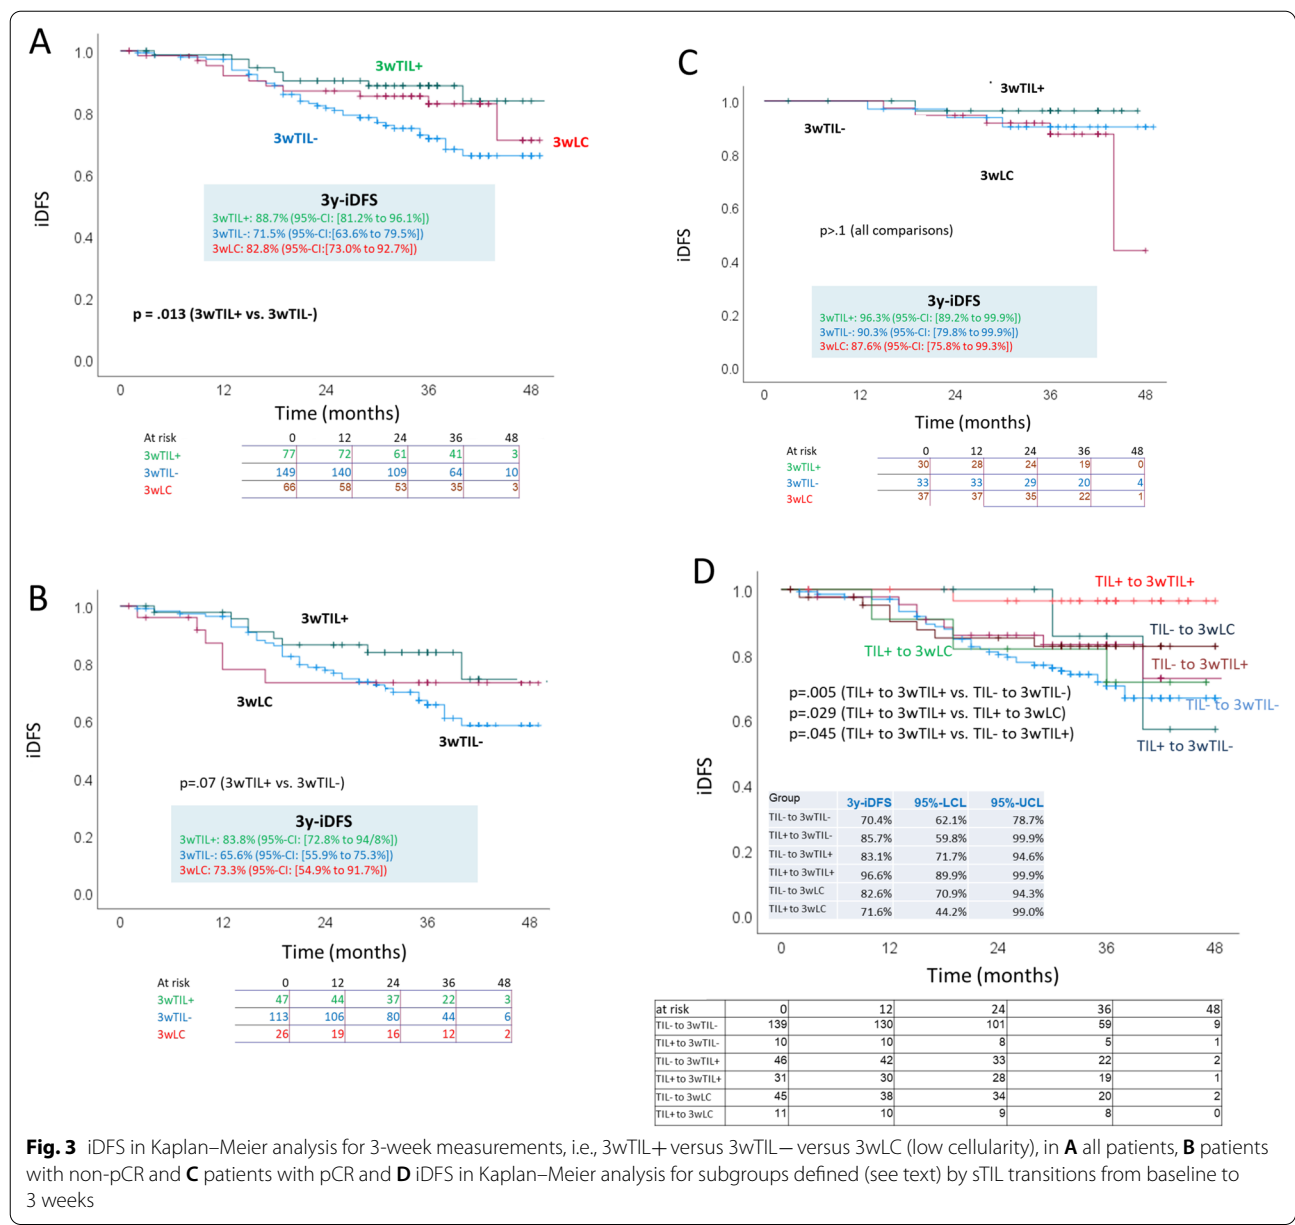 A
1.0
0.8
0.6
0.4
0.2
0.0
iDFS
3wTIL+
3wTIL-
3wLC
3y-iDFS
3wTIL+: 88.7% (95%-CI: [81.2% to 96.1%])
3wTIL-: 71.5% (95%-CI:[63.6% to 79.5%])
3wLC: 82.8% (95%-CI:[73.0% to 92.7%])
p = .013 (3wTIL+ vs. 3wTIL-)
0 12 24 36 48
Time (months)
At risk 0 12 24 36 48
3wTIL+ 77 72 61 41 3
3wTIL- 149 140 109 64 10
3wLC 66 58 53 35 3
C
1.0
0.8
0.6
0.4
0.2
0.0
iDFS
3wTIL+
3wTIL-
3wLC
p>.1 (all comparisons)
3y-iDFS
3wTIL+: 96.3% (95%-CI: [89.2% to 99.9%])
3wTIL-: 90.3% (95%-CI: [79.8% to 99.9%])
3wLC: 87.6% (95%-CI: [75.8% to 99.3%])
0 12 24 36 48
Time (months)
At risk 0 12 24 36 48
3wTIL+ 30 28 24 19 0
3wTIL- 33 33 29 20 4
3wLC 37 37 35 22 1
B
1.0
0.8
0.6
0.4
0.2
0.0
iDFS
3wTIL+
3wLC
3wTIL-
p=.07 (3wTIL+ vs. 3wTIL-)
3y-iDFS
3wTIL+: 83.8% (95%-CI: [72.8% to 94/8%])
3wTIL-: 65.6% (95%-CI: [55.9% to 75.3%])
3wLC: 73.3% (95%-CI: [54.9% to 91.7%])
0 12 24 36 48
Time (months)
At risk 0 12 24 36 48
3wTIL+ 47 44 37 22 3
3wTIL- 113 106 80 44 6
3wLC 26 19 16 12 2
D
1.0
0.8
0.6
0.4
0.2
0.0
iDFS
TIL+ to 3wTIL+
TIL- to 3wLC
TIL+ to 3wLC
TIL- to 3wTIL+
TIL- to 3wTIL-
TIL+ to 3wTIL-
p=.005 (TIL+ to 3wTIL+ vs. TIL- to 3wTIL-)
p=.029 (TIL+ to 3wTIL+ vs. TIL+ to 3wLC)
p=.045 (TIL+ to 3wTIL+ vs. TIL- to 3wTIL+)
Group 3y-iDFS 95%-LCL 95%-UCL
TIL- to 3wTIL- 70.4% 62.1% 78.7%
TIL+ to 3wTIL- 85.7% 59.8% 99.9%
TIL- to 3wTIL+ 83.1% 71.7% 94.6%
TIL+ to 3wTIL+ 96.6% 89.9% 99.9%
TIL- to 3wLC 82.6% 70.9% 94.3%
TIL+ to 3wLC 71.6% 44.2% 99.0%
0 12 24 36 48
Time (months)
at risk 0 12 24 36 48
TIL- to 3wTIL- 139 130 101 59 9
TIL+ to 3wTIL- 10 10 8 5 1
TIL- to 3wTIL+ 46 42 33 22 2
TIL+ to 3wTIL+ 31 30 28 19 1
TIL- to 3wLC 45 38 34 20 2
TIL+ to 3wLC 11 10 9 8 0
Fig. 3 iDFS in Kaplan–Meier analysis for 3-week measurements, i.e., 3wTIL+ versus 3wTIL− versus 3wLC (low cellularity), in A all patients, B patients
with non-pCR and C patients with pCR and D iDFS in Kaplan–Meier analysis for subgroups defined (see text) by sTIL transitions from baseline to
3 weeks